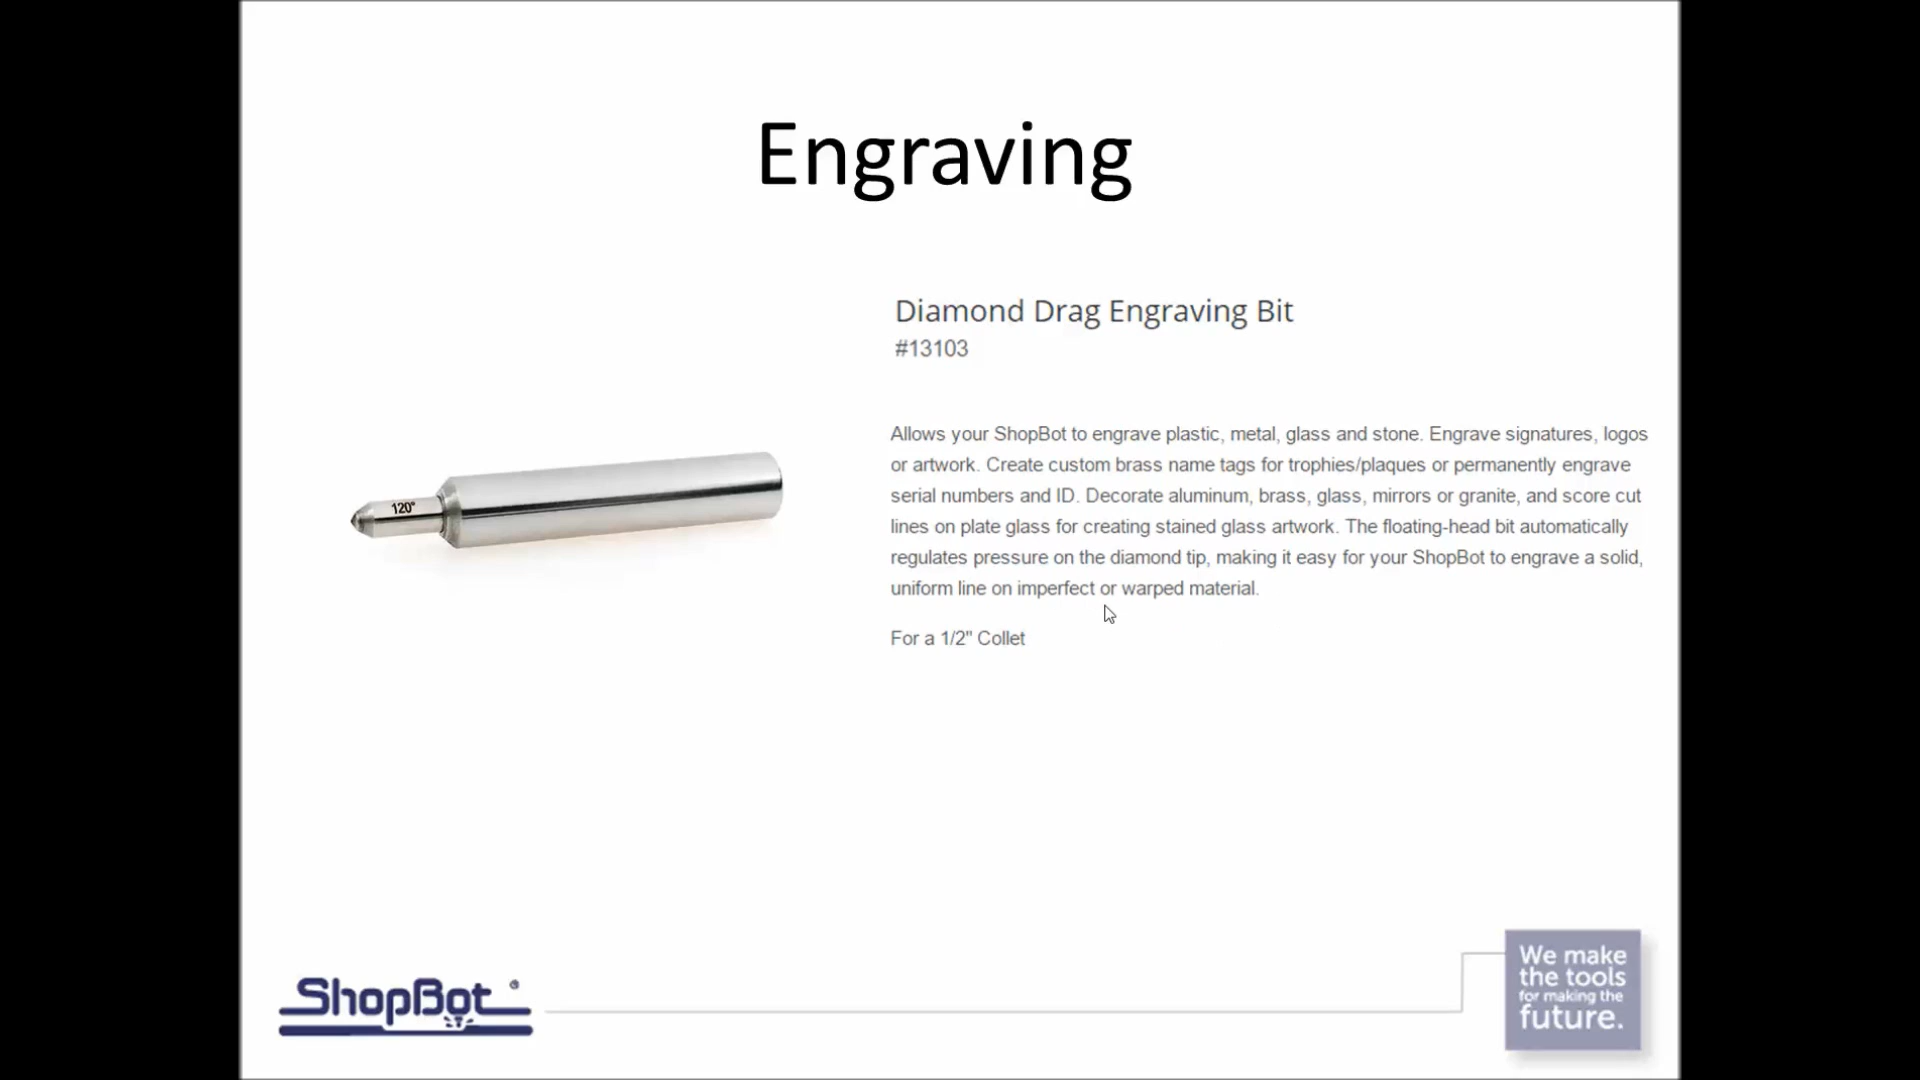 Engraving
Diamond Drag Engraving Bit
#13103
Allows your ShopBot to engrave plastic, metal, glass and stone. Engrave signatures, logos
or artwork. Create custom brass name tags for trophies/plaques or permanently engrave
serial numbers and ID. Decorate aluminum, brass, glass, mirrors or granite, and score cut
lines on plate glass for creating stained glass artwork. The floating-head bit automatically
regulates pressure on the diamond tip, making it easy for your ShopBot to engrave a solid,
uniform line on imperfect or warped material.
For a 1/2" Collet
120°
ShopBot®
We make
the tools
for making the
future.